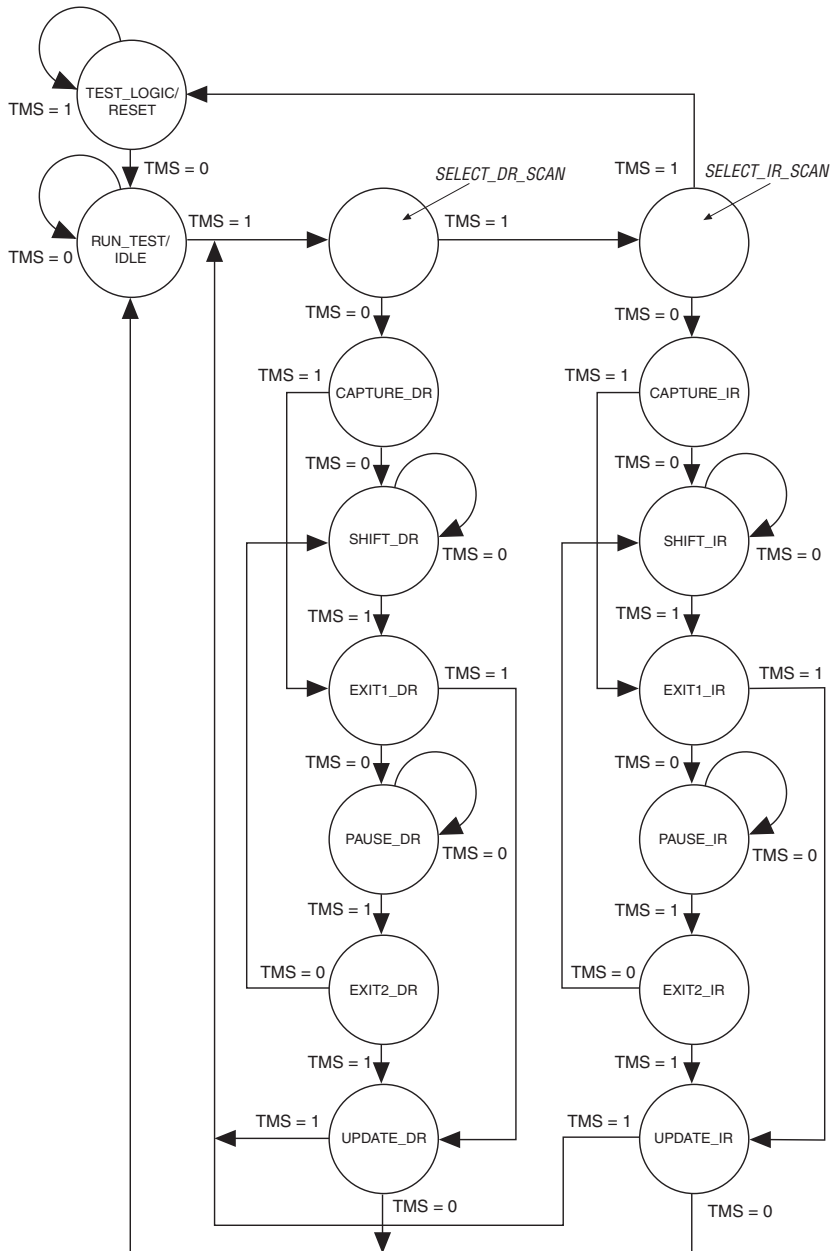 TEST_LOGIC/
RESET
TMS = 1
TMS = 0
SELECT_DR_SCAN
TMS = 1
SELECT_IR_SCAN
RUN_TEST/
IDLE
TMS = 0
TMS = 1
TMS = 1
TMS = 0
TMS = 0
TMS = 1
CAPTURE_DR
TMS = 1
CAPTURE_IR
TMS = 0
TMS = 0
SHIFT_DR
TMS = 0
SHIFT_IR
TMS = 0
TMS = 1
TMS = 1
EXIT1_DR
TMS = 1
EXIT1_IR
TMS = 1
TMS = 0
TMS = 0
PAUSE_DR
TMS = 0
PAUSE_IR
TMS = 0
TMS = 1
TMS = 1
TMS = 0
EXIT2_DR
TMS = 0
EXIT2_IR
TMS = 1
TMS = 1
TMS = 1
UPDATE_DR
TMS = 1
UPDATE_IR
TMS = 0
TMS = 0